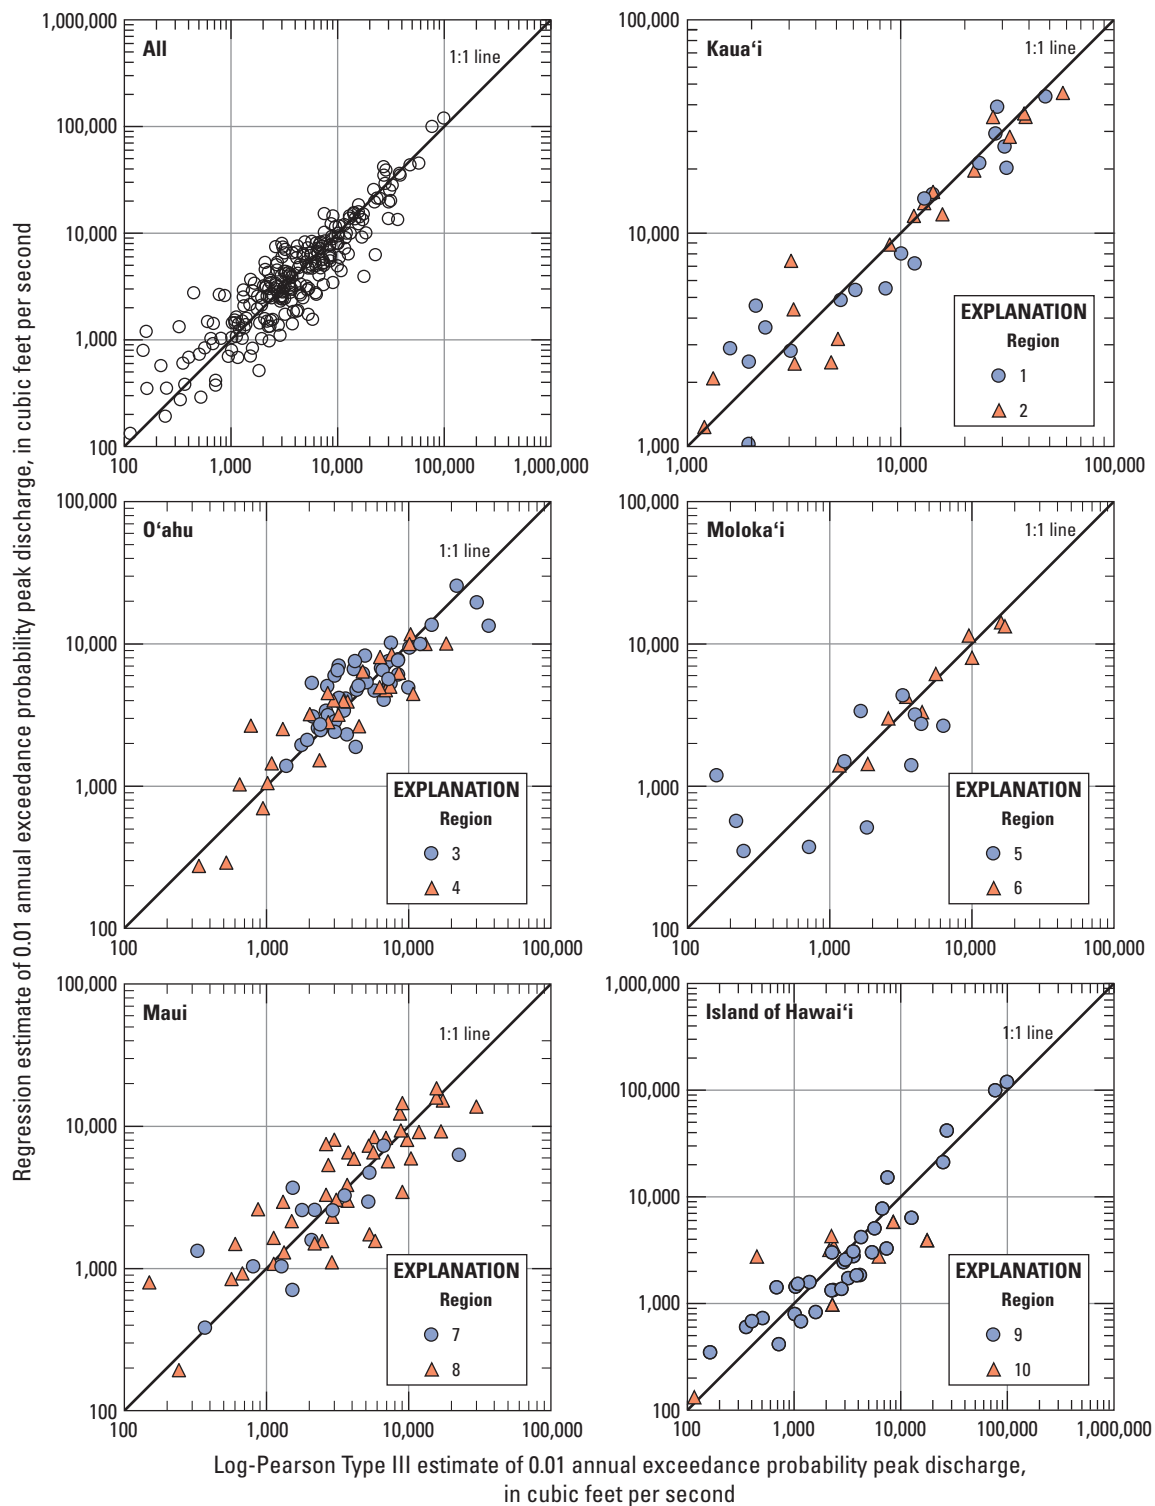 Regression estimate of 0.01 annual exceedance probability peak discharge, in cubic feet per second
All
1:1 line
1,000,000
100,000
10,000
1,000
100
100
1,000
10,000
100,000
1,000,000
Kauaʻi
1:1 line
100,000
10,000
1,000
1,000
10,000
100,000
EXPLANATION
Region
1
2
Oʻahu
1:1 line
100,000
10,000
1,000
100
100
1,000
10,000
100,000
EXPLANATION
Region
3
4
Molokaʻi
1:1 line
100,000
10,000
1,000
100
100
1,000
10,000
100,000
EXPLANATION
Region
5
6
Maui
1:1 line
100,000
10,000
1,000
100
100
1,000
10,000
100,000
EXPLANATION
Region
7
8
Island of Hawaiʻi
1:1 line
1,000,000
100,000
10,000
1,000
100
100
1,000
10,000
100,000
1,000,000
EXPLANATION
Region
9
10
Log-Pearson Type III estimate of 0.01 annual exceedance probability peak discharge,
in cubic feet per second